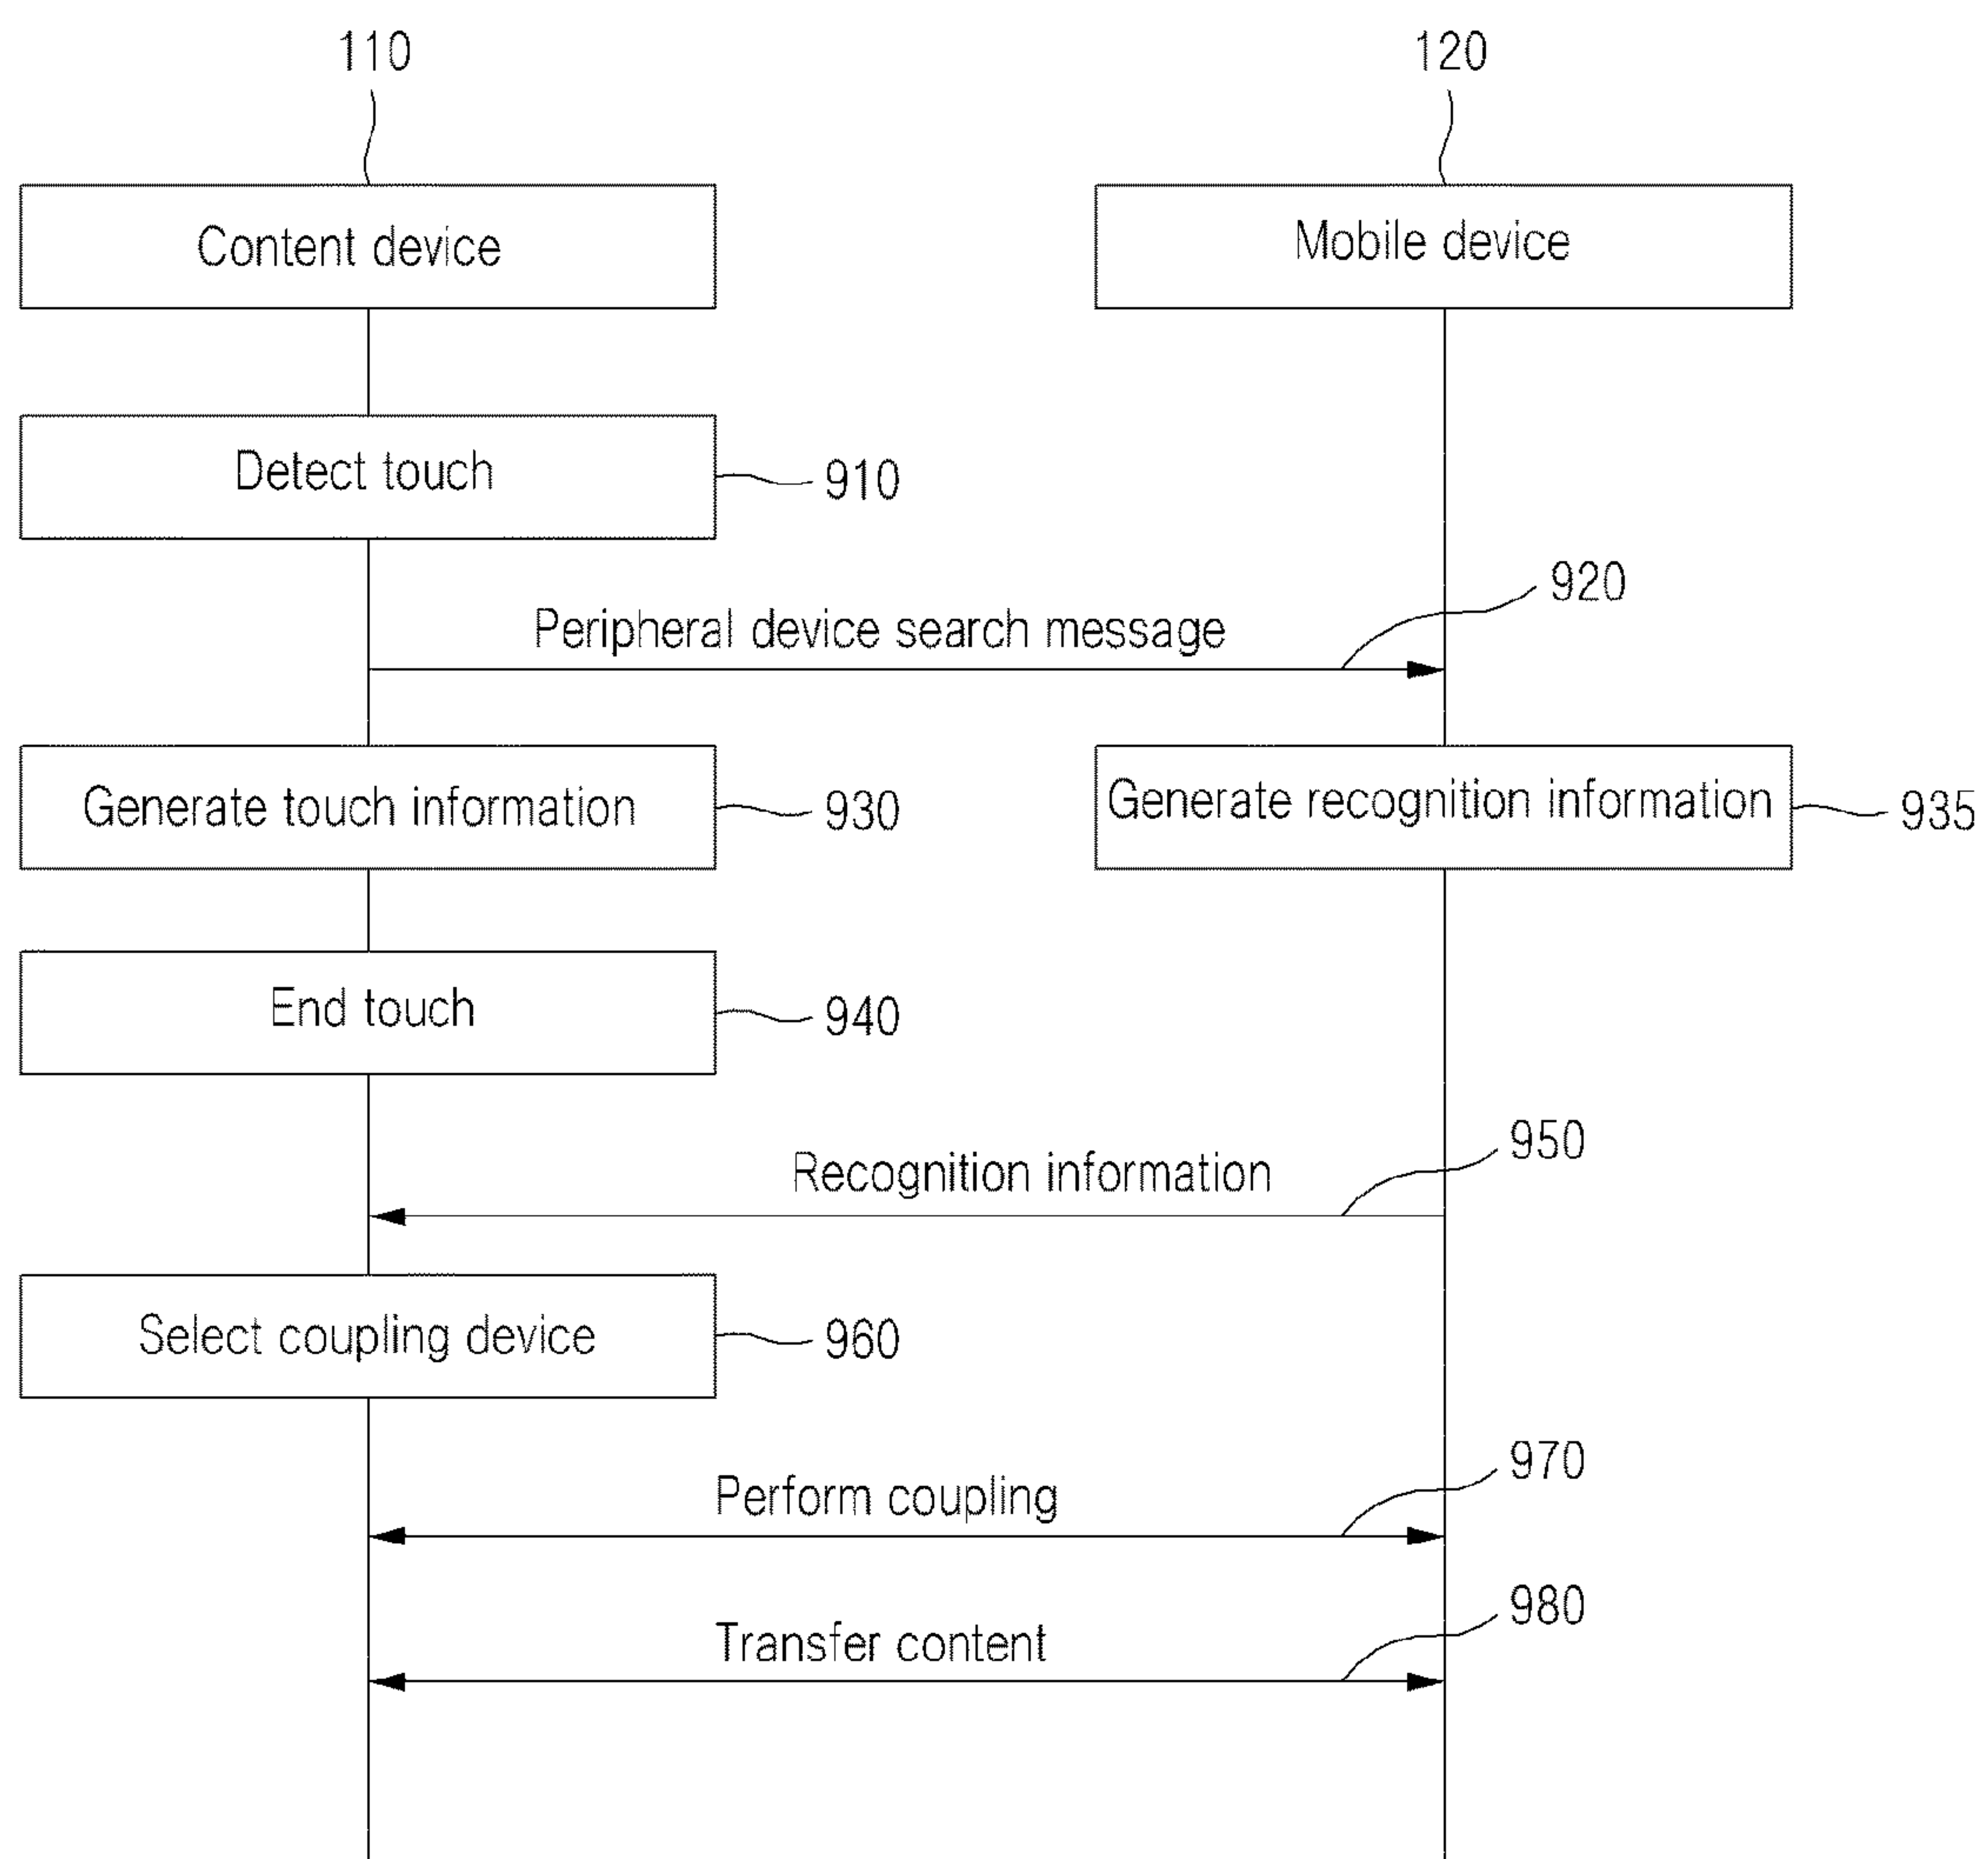 110
120
Content device
Mobile device
Detect touch
910
920
Peripheral device search message
Generate touch information
930
Generate recognition information
935
End touch
940
950
Recognition information
Select coupling device
960
970
Perform coupling
980
Transfer content